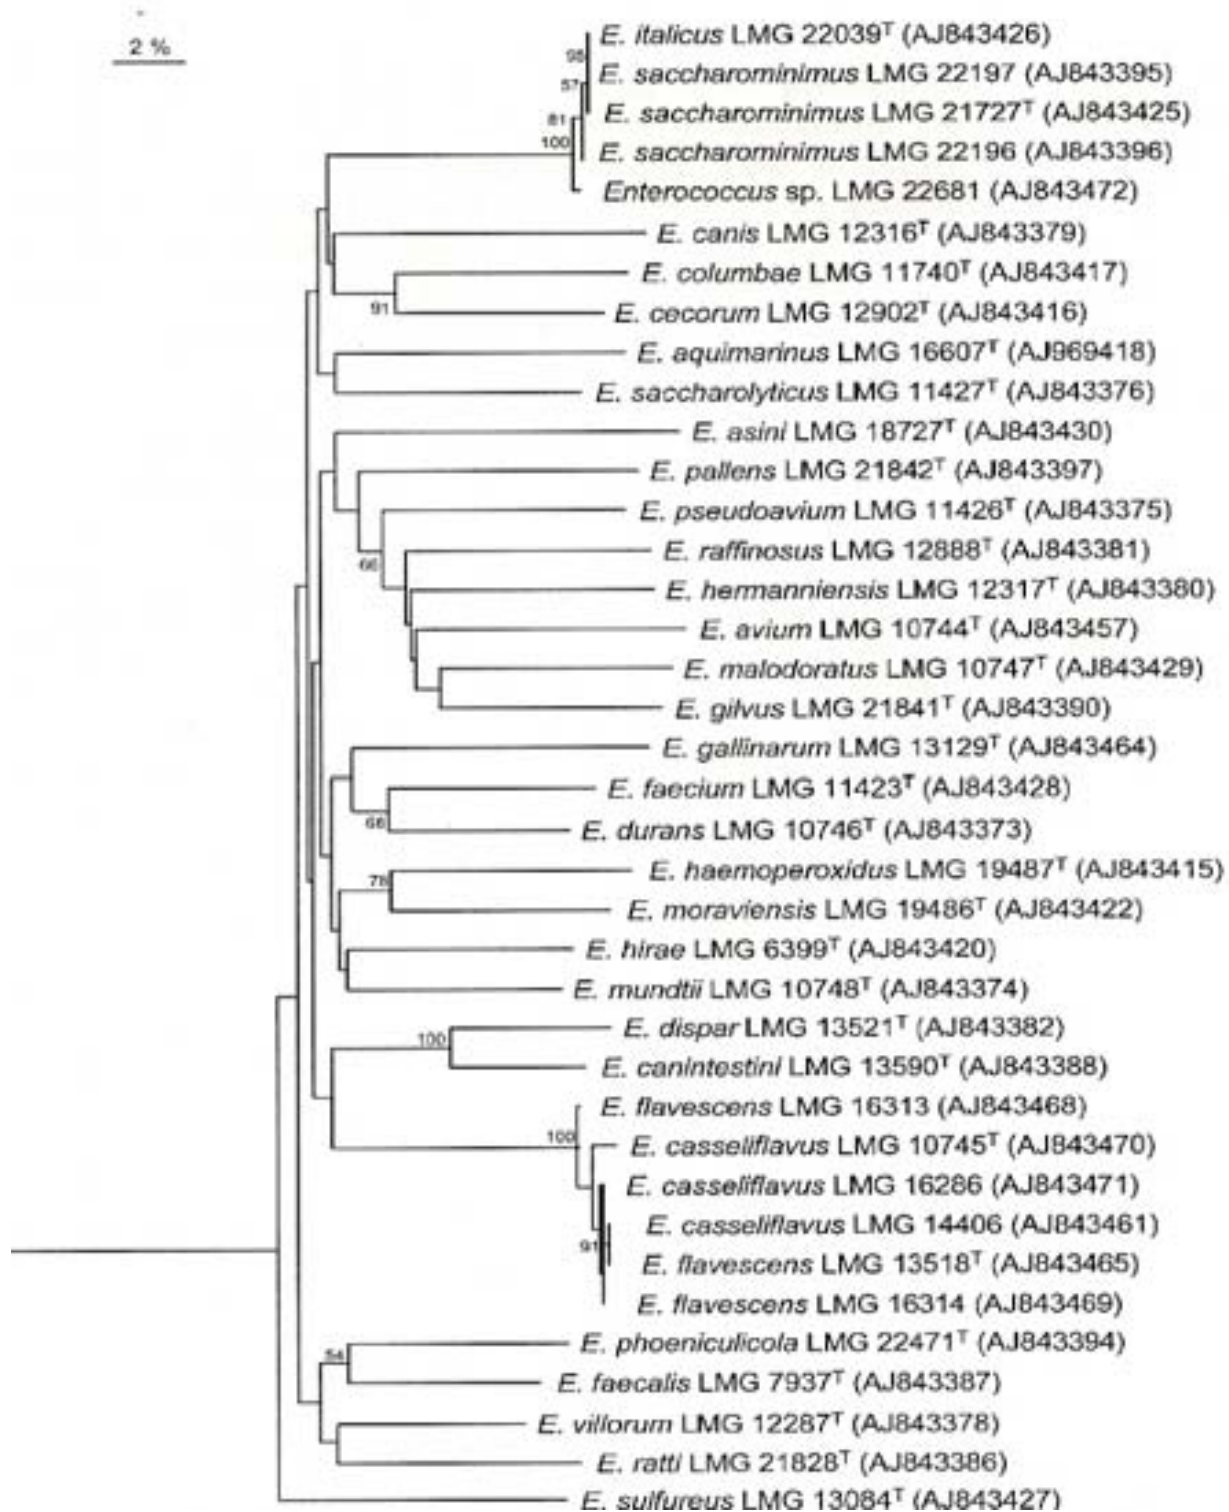 2 %
E. italicus LMG 22039ᵀ (AJ843426)
98
E. saccharominimus LMG 22197 (AJ843395)
57
E. saccharominimus LMG 21727ᵀ (AJ843425)
81
100
E. saccharominimus LMG 22196 (AJ843396)
Enterococcus sp. LMG 22681 (AJ843472)
E. canis LMG 12316ᵀ (AJ843379)
E. columbae LMG 11740ᵀ (AJ843417)
91
E. cecorum LMG 12902ᵀ (AJ843416)
E. aquimarinus LMG 16607ᵀ (AJ969418)
E. saccharolyticus LMG 11427ᵀ (AJ843376)
E. asini LMG 18727ᵀ (AJ843430)
E. pallens LMG 21842ᵀ (AJ843397)
E. pseudoavium LMG 11426ᵀ (AJ843375)
66
E. raffinosus LMG 12888ᵀ (AJ843381)
E. hermanniensis LMG 12317ᵀ (AJ843380)
E. avium LMG 10744ᵀ (AJ843457)
E. malodoratus LMG 10747ᵀ (AJ843429)
E. gilvus LMG 21841ᵀ (AJ843390)
E. gallinarum LMG 13129ᵀ (AJ843464)
E. faecium LMG 11423ᵀ (AJ843428)
68
E. durans LMG 10746ᵀ (AJ843373)
E. haemoperoxidus LMG 19487ᵀ (AJ843415)
78
E. moraviensis LMG 19486ᵀ (AJ843422)
E. hirae LMG 6399ᵀ (AJ843420)
E. mundtii LMG 10748ᵀ (AJ843374)
E. dispar LMG 13521ᵀ (AJ843382)
100
E. canintestini LMG 13590ᵀ (AJ843388)
E. flavescens LMG 16313 (AJ843468)
100
E. casseliflavus LMG 10745ᵀ (AJ843470)
E. casseliflavus LMG 16286 (AJ843471)
E. casseliflavus LMG 14406 (AJ843461)
91
E. flavescens LMG 13518ᵀ (AJ843465)
E. flavescens LMG 16314 (AJ843469)
E. phoeniculicola LMG 22471ᵀ (AJ843394)
54
E. faecalis LMG 7937ᵀ (AJ843387)
E. villorum LMG 12287ᵀ (AJ843378)
E. ratti LMG 21828ᵀ (AJ843386)
E. sulfureus LMG 13084ᵀ (AJ843427)